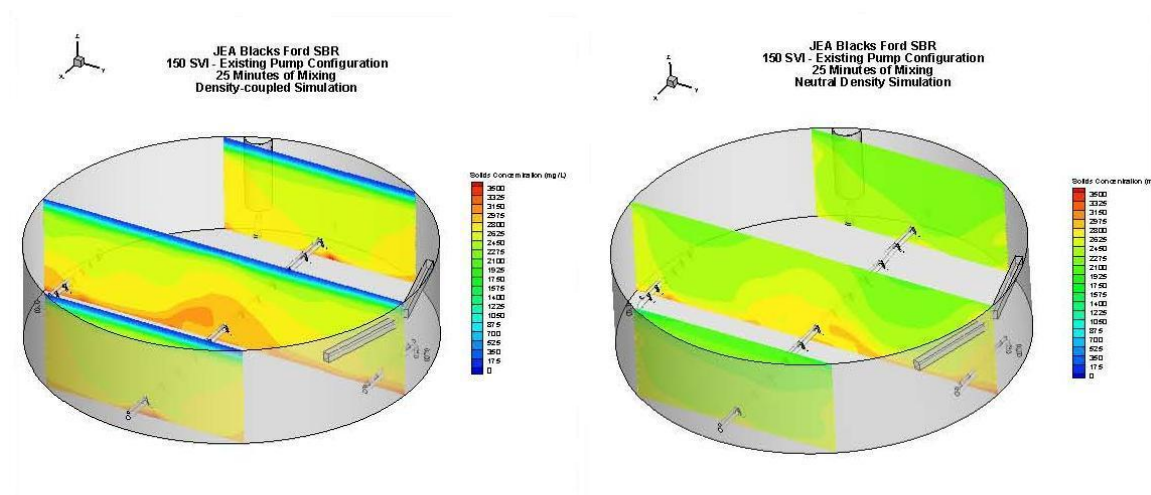 JEA Blacks Ford SBR
150 SVI - Existing Pump Configuration
25 Minutes of Mixing
Density-coupled Simulation
Z
X
Y
Solids Concentration (mg/L)
3500
3325
3150
2975
2800
2625
2450
2275
2100
1925
1750
1575
1400
1225
1050
875
700
525
350
175
0
JEA Blacks Ford SBR
150 SVI - Existing Pump Configuration
25 Minutes of Mixing
Neutral Density Simulation
Z
X
Y
Solids Concentration (m
3500
3325
3150
2975
2800
2625
2450
2275
2100
1925
1750
1575
1400
1225
1050
875
700
525
350
175
0